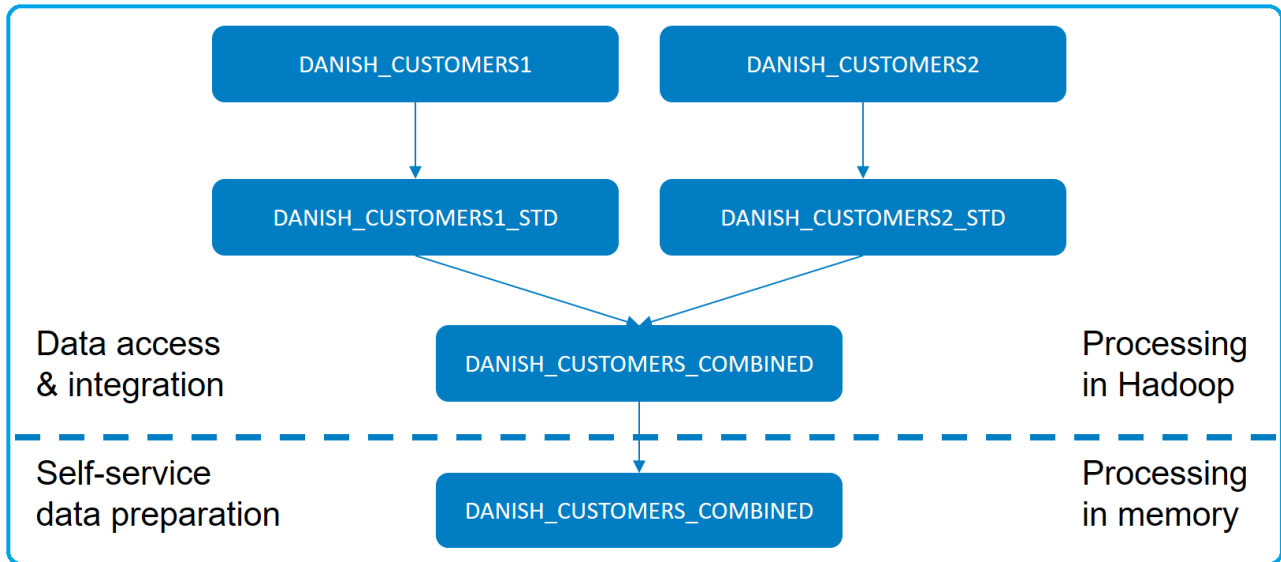 DANISH_CUSTOMERS1
DANISH_CUSTOMERS2
DANISH_CUSTOMERS1_STD
DANISH_CUSTOMERS2_STD
Data access
& integration
DANISH_CUSTOMERS_COMBINED
Processing
in Hadoop
Self-service
data preparation
DANISH_CUSTOMERS_COMBINED
Processing
in memory